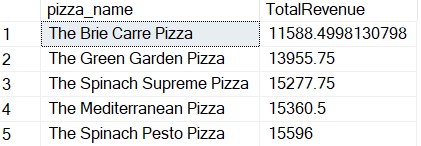 pizza_name TotalRevenue
1 The Brie Carre Pizza 11588.4998130798
2 The Green Garden Pizza 13955.75
3 The Spinach Supreme Pizza 15277.75
4 The Mediterranean Pizza 15360.5
5 The Spinach Pesto Pizza 15596